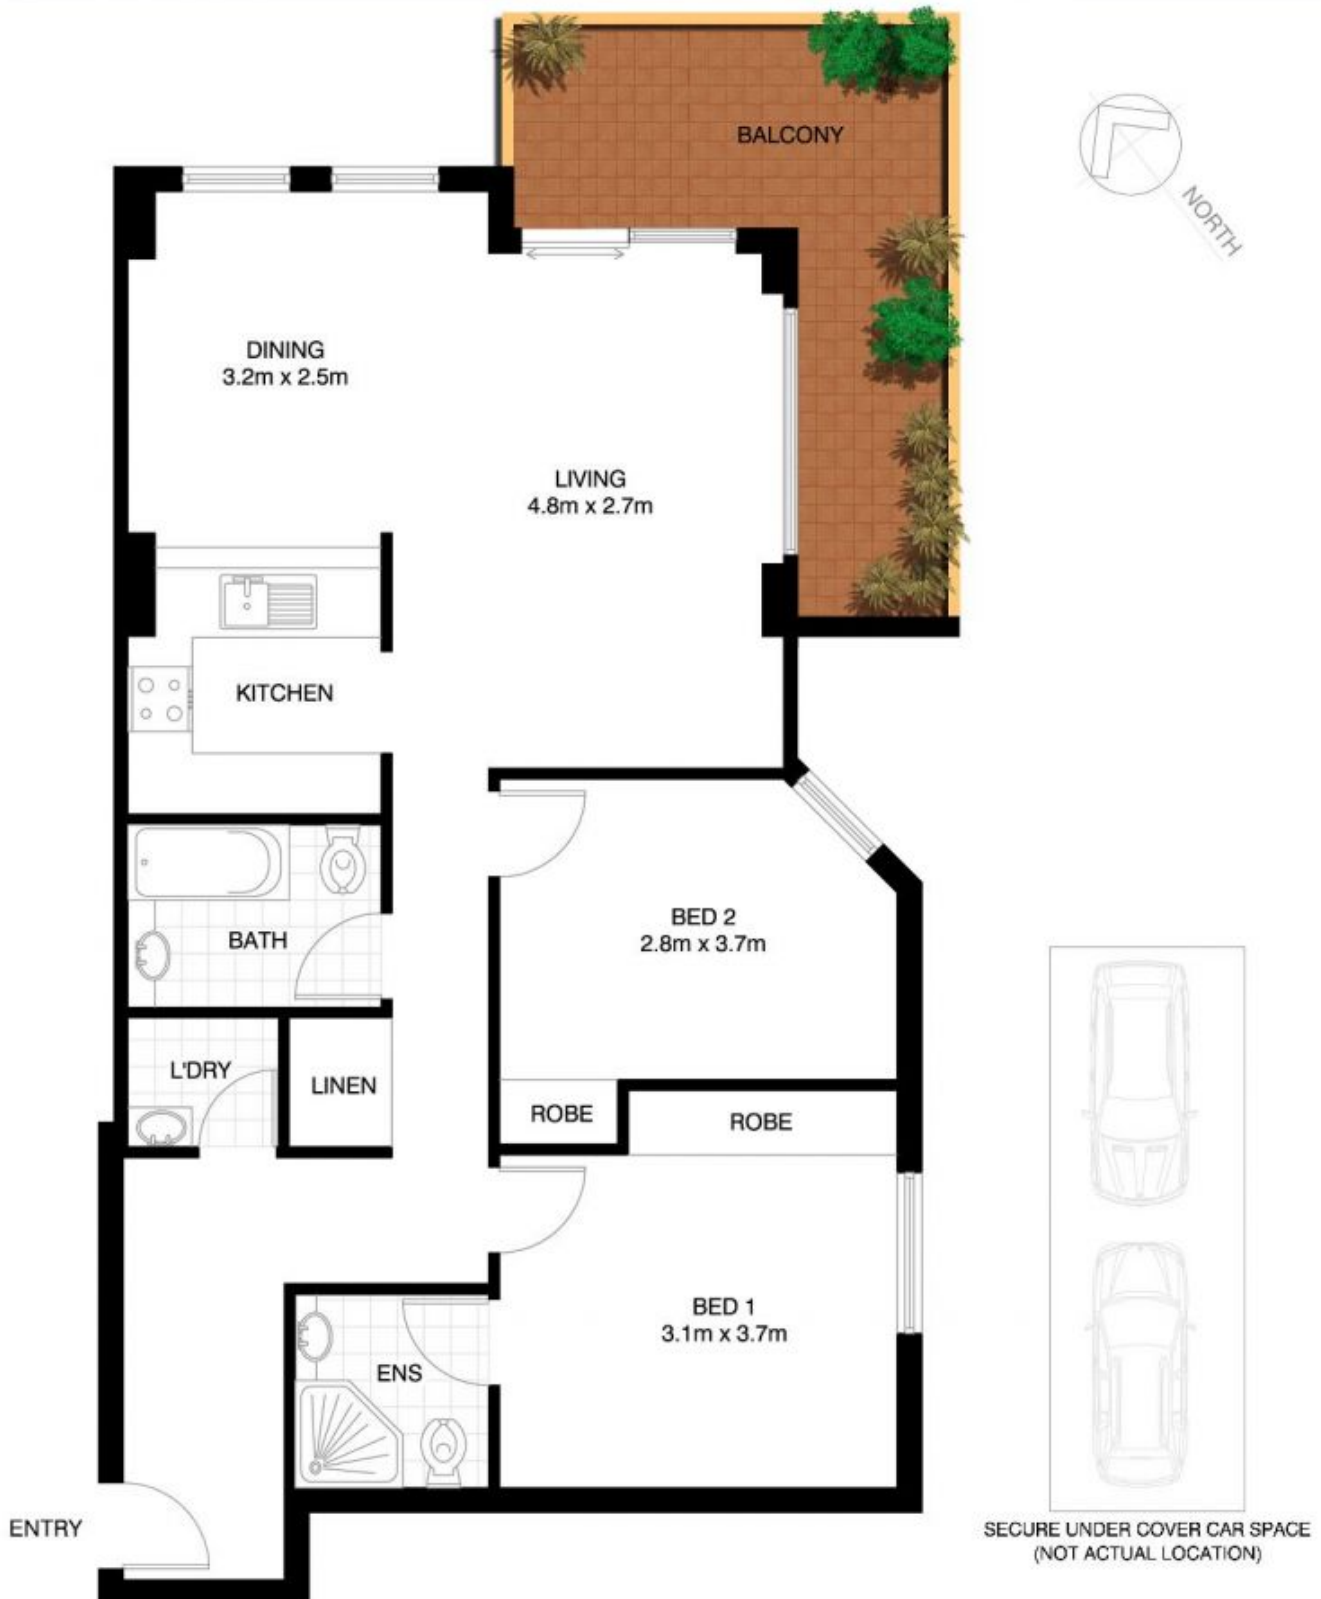 BALCONY
NORTH
DINING
3.2m x 2.5m
LIVING
4.8m x 2.7m
KITCHEN
BED 2
2.8m x 3.7m
BATH
L'DRY
LINEN
ROBE
ROBE
BED 1
3.1m x 3.7m
ENS
ENTRY
SECURE UNDER COVER CAR SPACE
(NOT ACTUAL LOCATION)